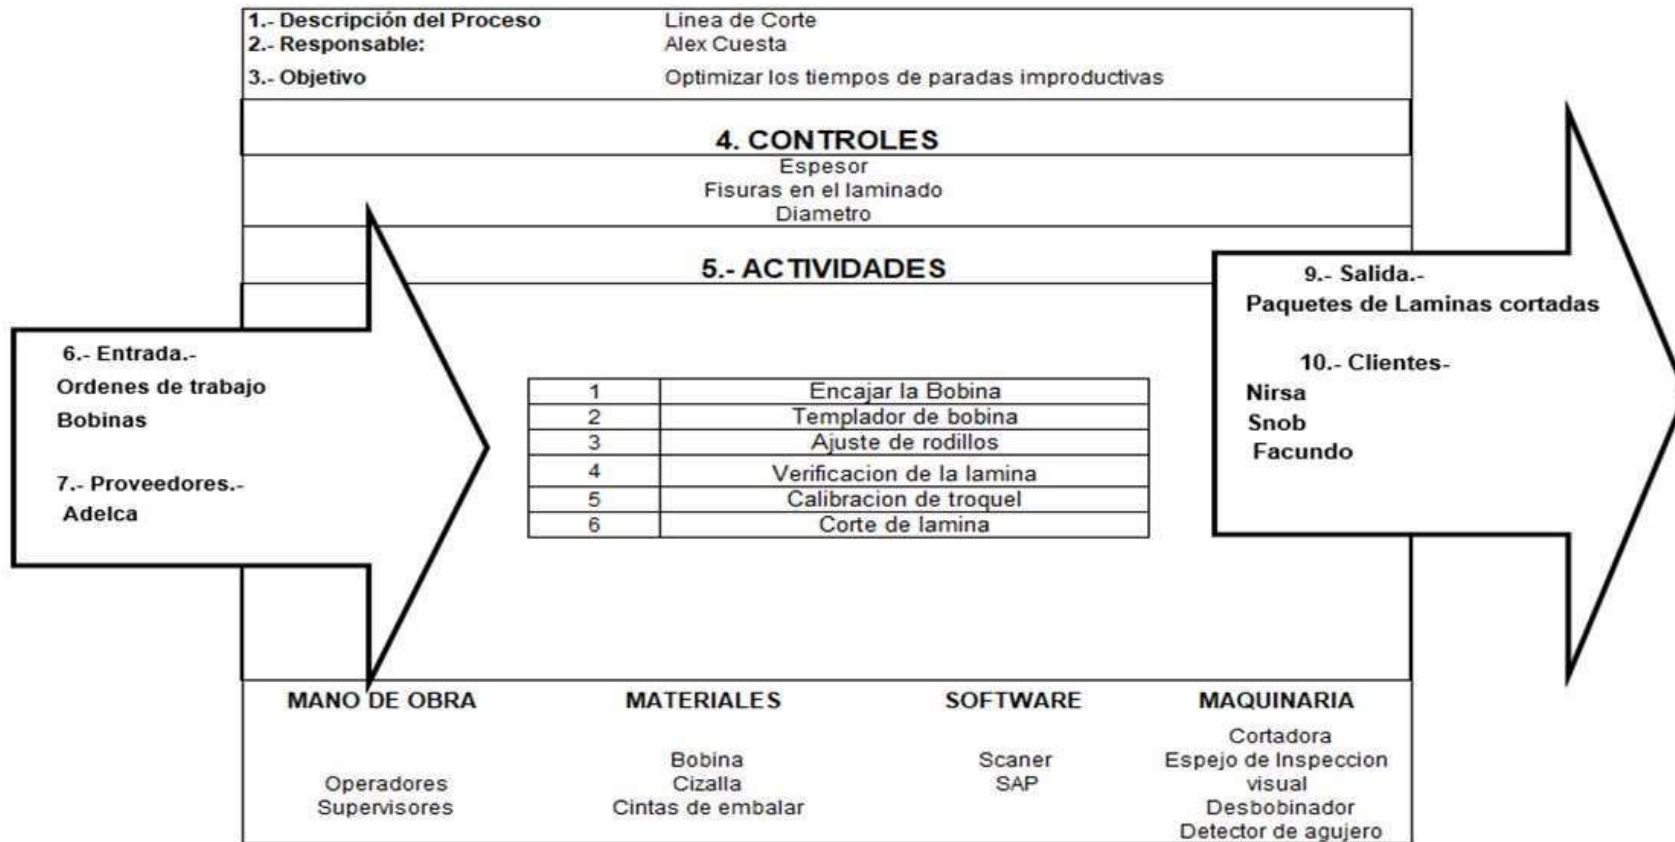 1.- Descripción del Proceso Linea de Corte
2.- Responsable: Alex Cuesta
3.- Objetivo Optimizar los tiempos de paradas improductivas
4. CONTROLES
Espesor
Fisuras en el laminado
Diametro
5.- ACTIVIDADES
6.- Entrada.-
Ordenes de trabajo
Bobinas
7.- Proveedores.-
Adelca
1 Encajar la Bobina
2 Templador de bobina
3 Ajuste de rodillos
4 Verificacion de la lamina
5 Calibracion de troquel
6 Corte de lamina
9.- Salida.-
Paquetes de Laminas cortadas
10.- Clientes-
Nirsa
Snob
Facundo
MANO DE OBRA
Operadores
Supervisores
MATERIALES
Bobina
Cizalla
Cintas de embalar
SOFTWARE
Scaner
SAP
MAQUINARIA
Cortadora
Espejo de Inspeccion
visual
Desbobinador
Detector de agujero